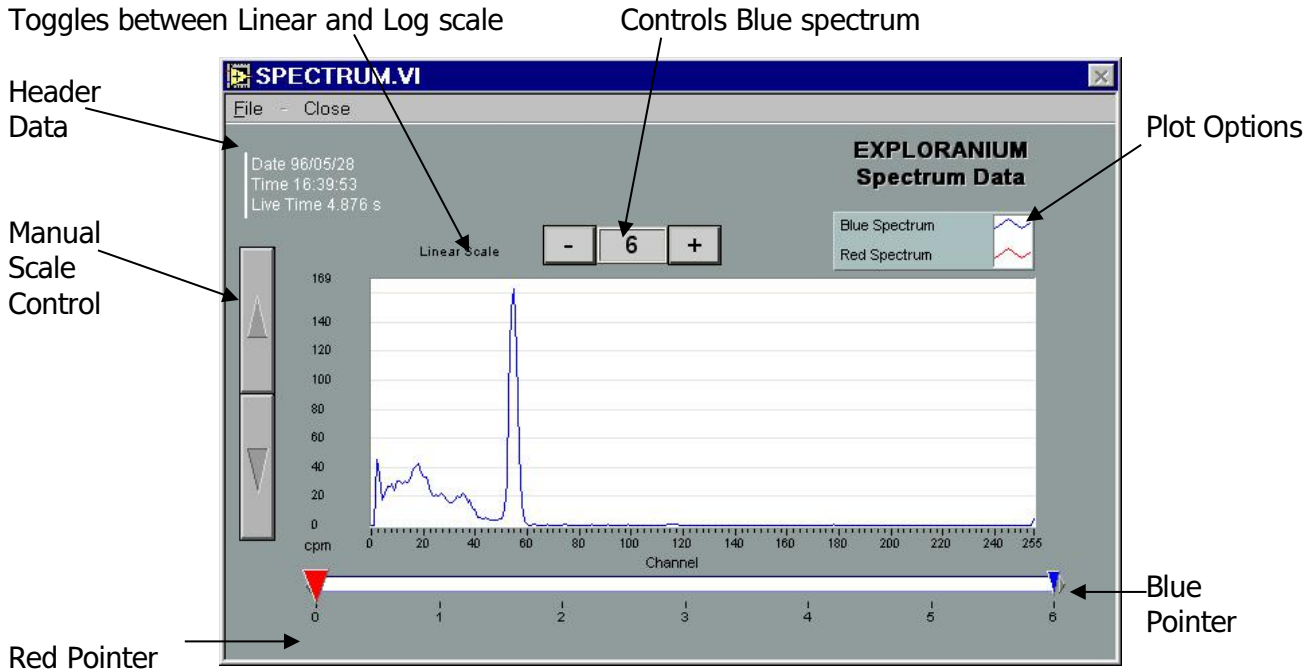 Toggles between Linear and Log scale
Controls Blue spectrum
Header
Data
Manual
Scale
Control
Plot Options
Blue
Pointer
Red Pointer
SPECTRUM.VI
File - Close
Date 96/05/28
Time 16:39:53
Live Time 4.876 s
EXPLORANIUM
Spectrum Data
Linear Scale
- 6 +
Blue Spectrum
Red Spectrum
169
140
120
100
80
60
40
20
0
cpm
0 20 40 60 80 100 120 140 160 180 200 220 240 255
Channel
0 1 2 3 4 5 6